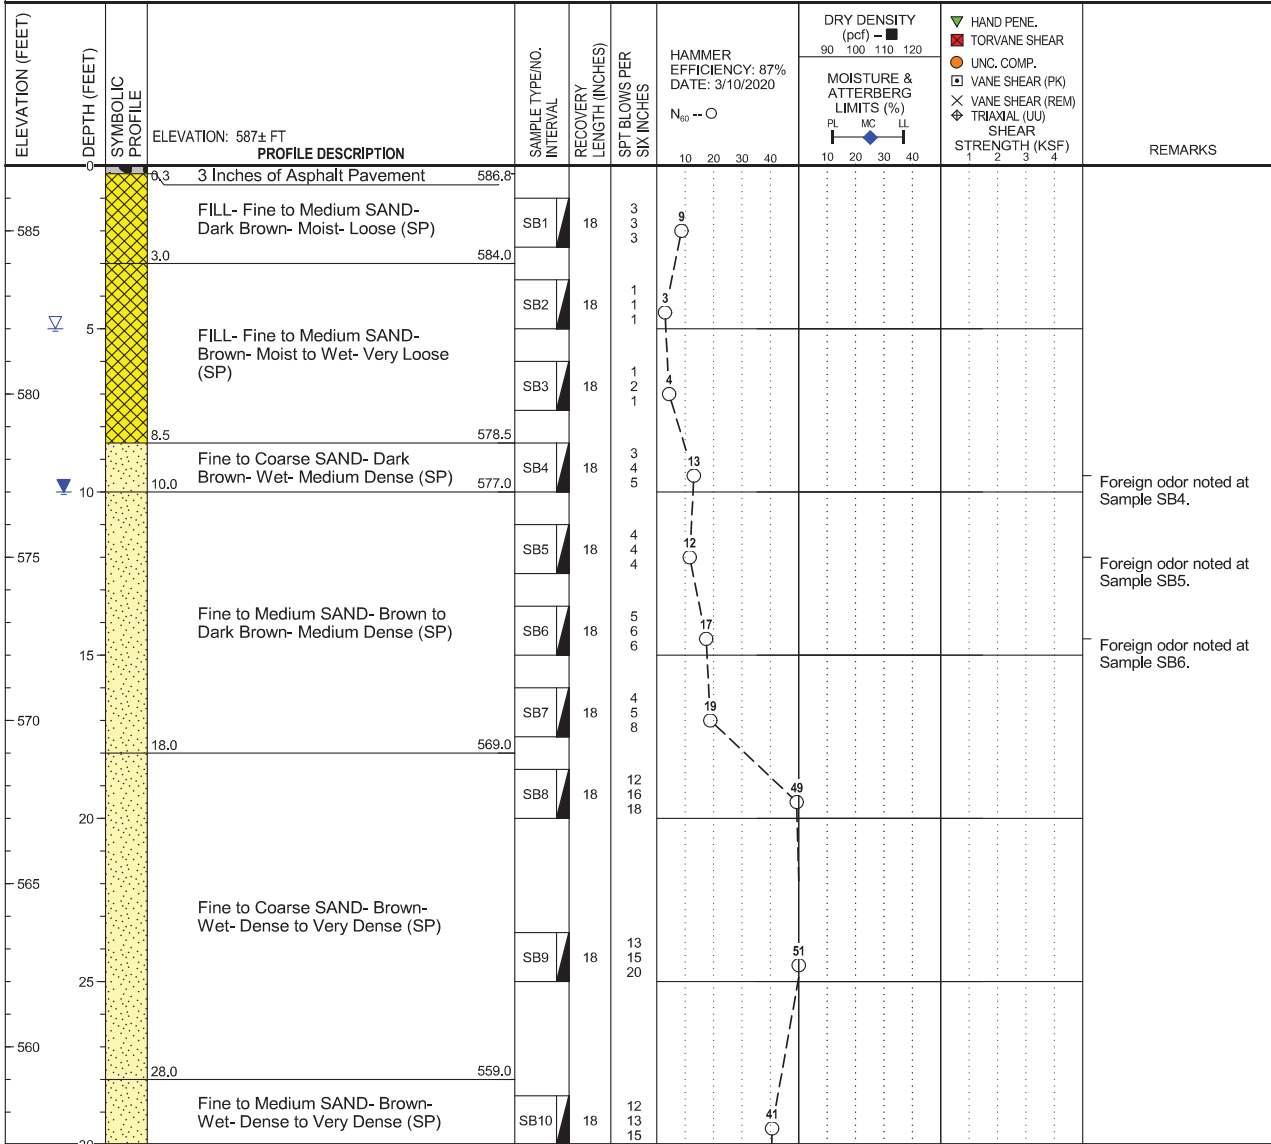 ELEVATION (FEET)
DEPTH (FEET)
SYMBOLIC
PROFILE
ELEVATION: 587± FT
PROFILE DESCRIPTION
SAMPLE TYPE/NO.
INTERVAL
RECOVERY
LENGTH (INCHES)
SPT BLOWS PER
SIX INCHES
HAMMER
EFFICIENCY: 87%
DATE: 3/10/2020
N60 -- O
10 20 30 40
DRY DENSITY
(pcf) – ■
90 100 110 120
MOISTURE &
ATTERBERG
LIMITS (%)
PL MC LL
10 20 30 40
HAND PENE.
TORVANE SHEAR
UNC. COMP.
VANE SHEAR (PK)
VANE SHEAR (REM)
TRIAXIAL (UU)
SHEAR
STRENGTH (KSF)
1 2 3 4
REMARKS
0
0.3 3 Inches of Asphalt Pavement 586.8
FILL- Fine to Medium SAND-
Dark Brown- Moist- Loose (SP)
585
SB1 18
3
3
3
9
3.0 584.0
SB2 18
1
1
1
3
5
FILL- Fine to Medium SAND-
Brown- Moist to Wet- Very Loose
(SP)
580
SB3 18
1
2
1
4
8.5 578.5
Fine to Coarse SAND- Dark
Brown- Wet- Medium Dense (SP)
SB4 18
3
4
5
13
10.0 577.0
10
Foreign odor noted at
Sample SB4.
575
SB5 18
4
4
4
12
Foreign odor noted at
Sample SB5.
Fine to Medium SAND- Brown to
Dark Brown- Medium Dense (SP)
SB6 18
5
6
6
17
Foreign odor noted at
Sample SB6.
15
570
SB7 18
4
5
8
19
18.0 569.0
SB8 18
12
16
18
49
20
565
Fine to Coarse SAND- Brown-
Wet- Dense to Very Dense (SP)
SB9 18
13
15
20
51
25
560
28.0 559.0
Fine to Medium SAND- Brown-
Wet- Dense to Very Dense (SP)
SB10 18
12
13
15
41